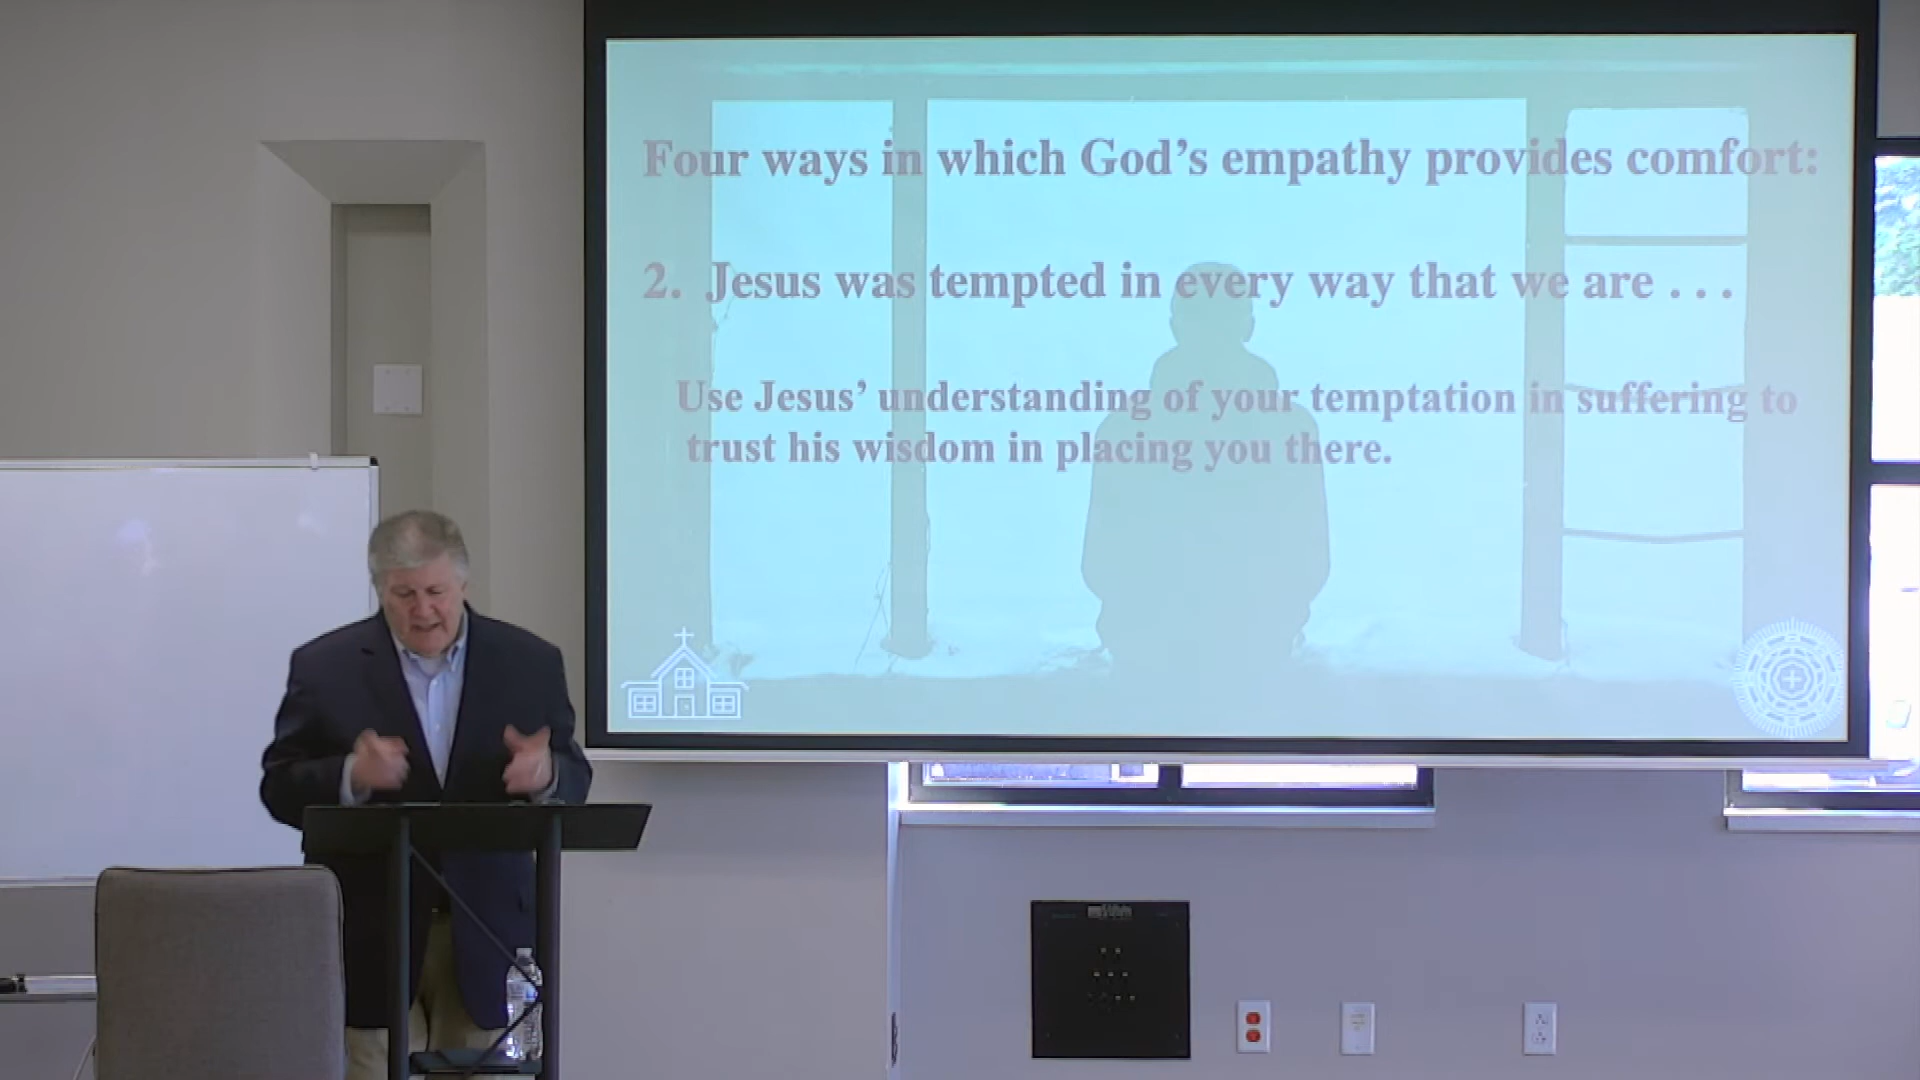 Four ways in which God’s empathy provides comfort:
2. Jesus was tempted in every way that we are . . .
Use Jesus’ understanding of your temptation in suffering to
trust his wisdom in placing you there.